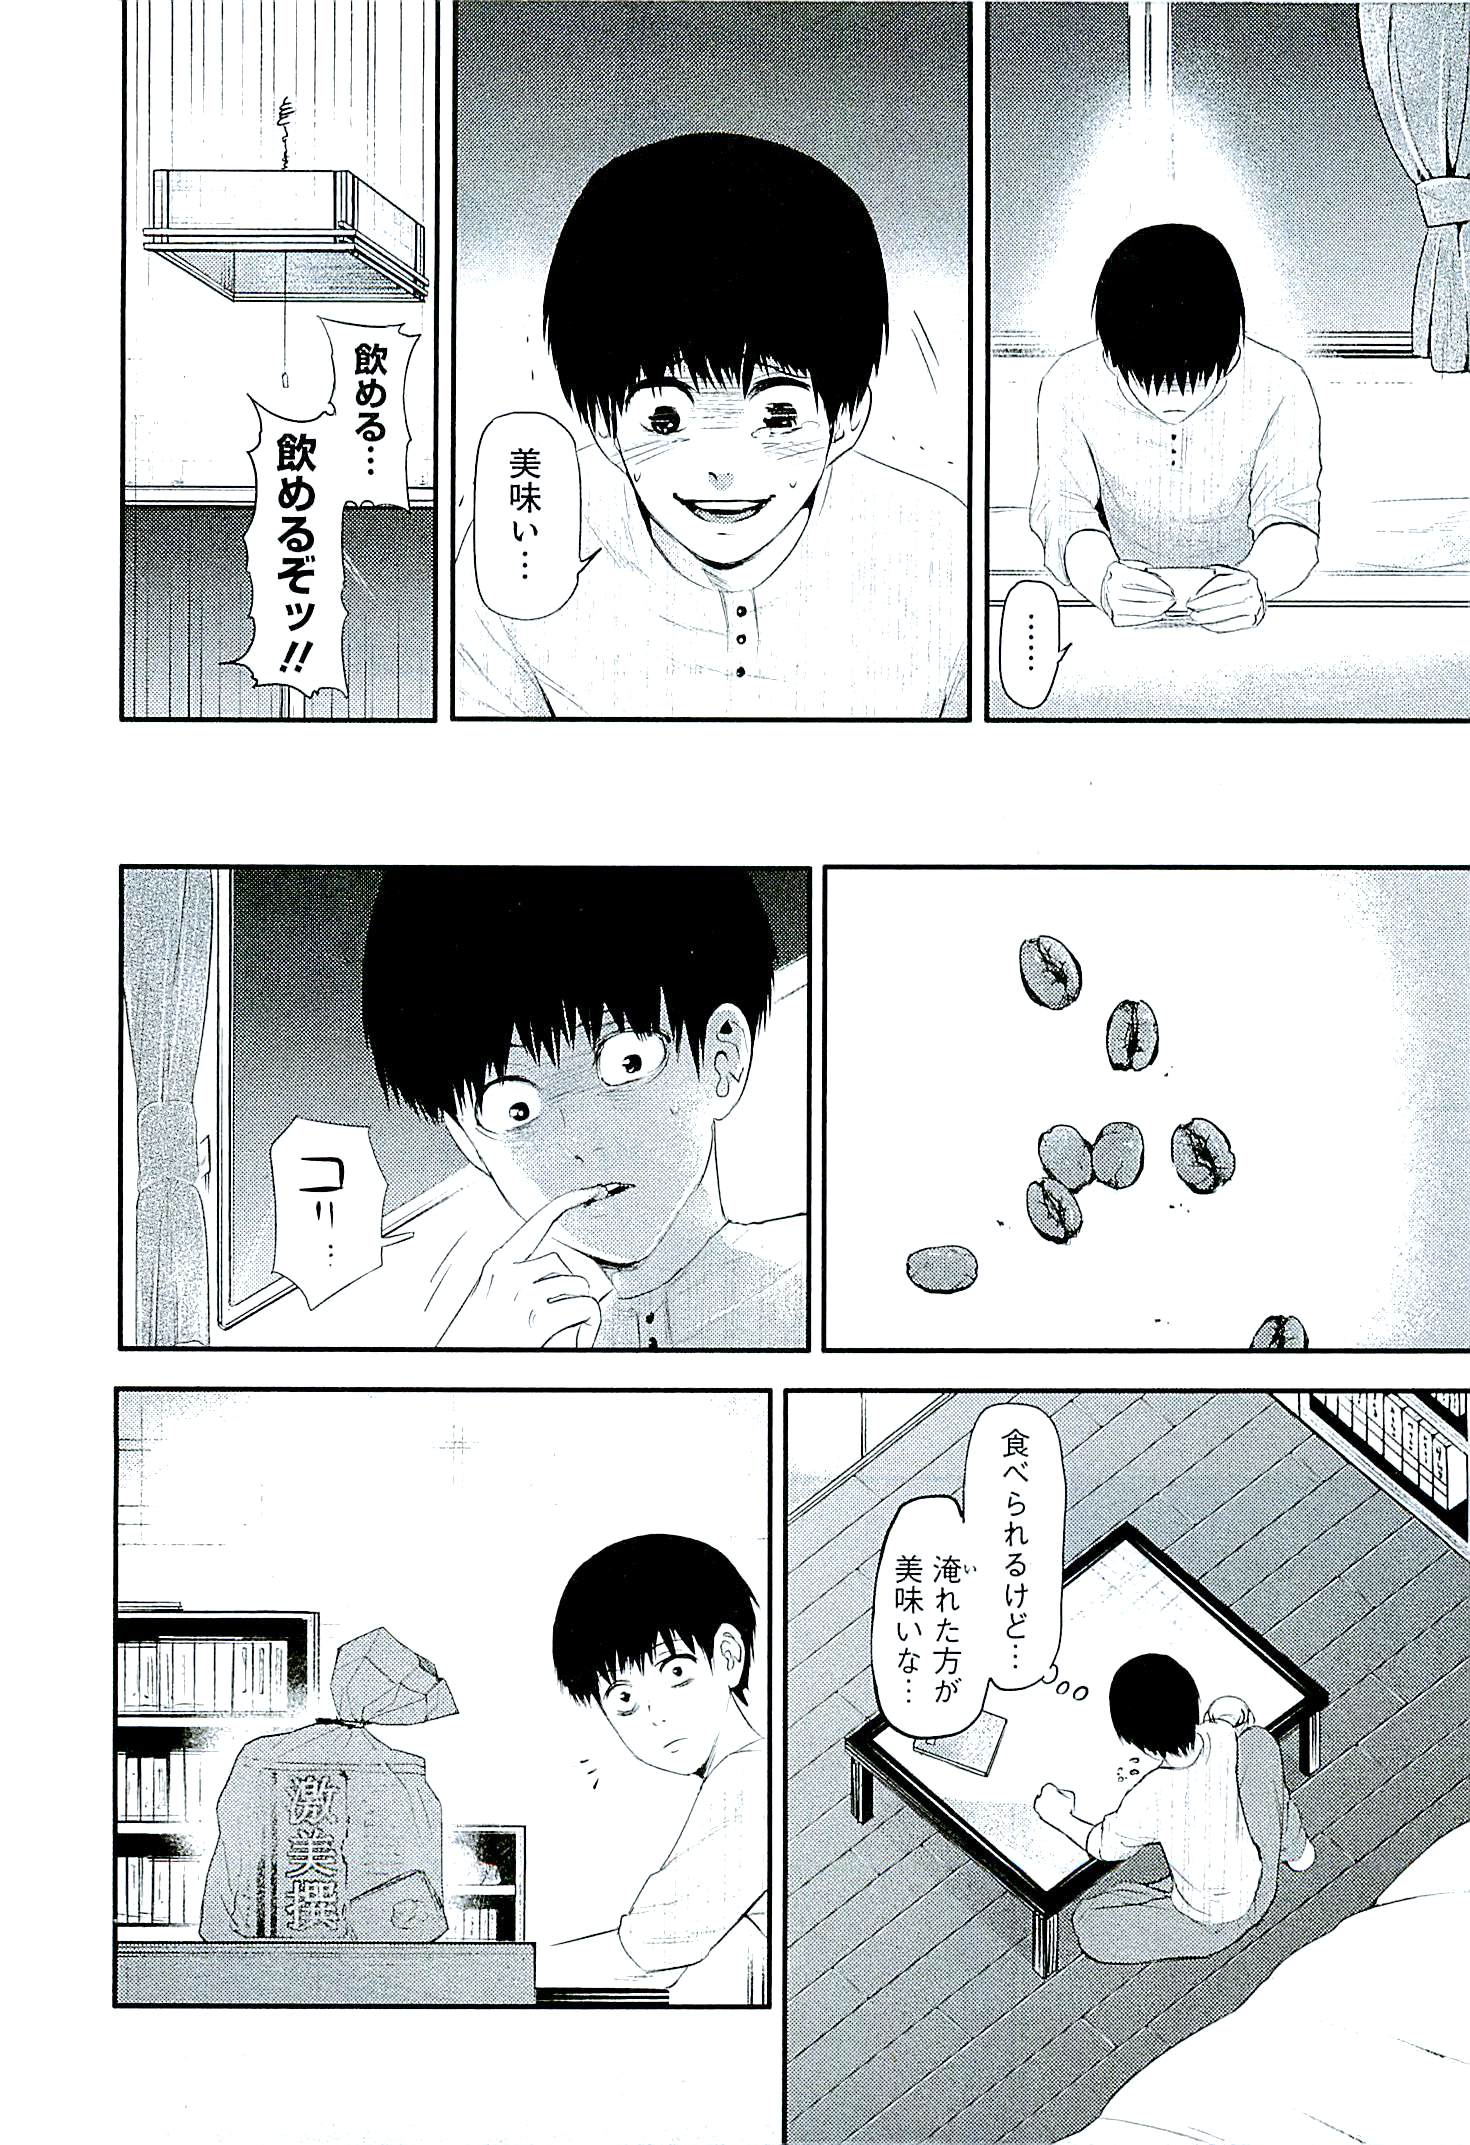 ………
美味い…
飲める…
飲めるぞッ!!
コリ…
食べられるけど…
淹れた方が
美味いな…
激美撰